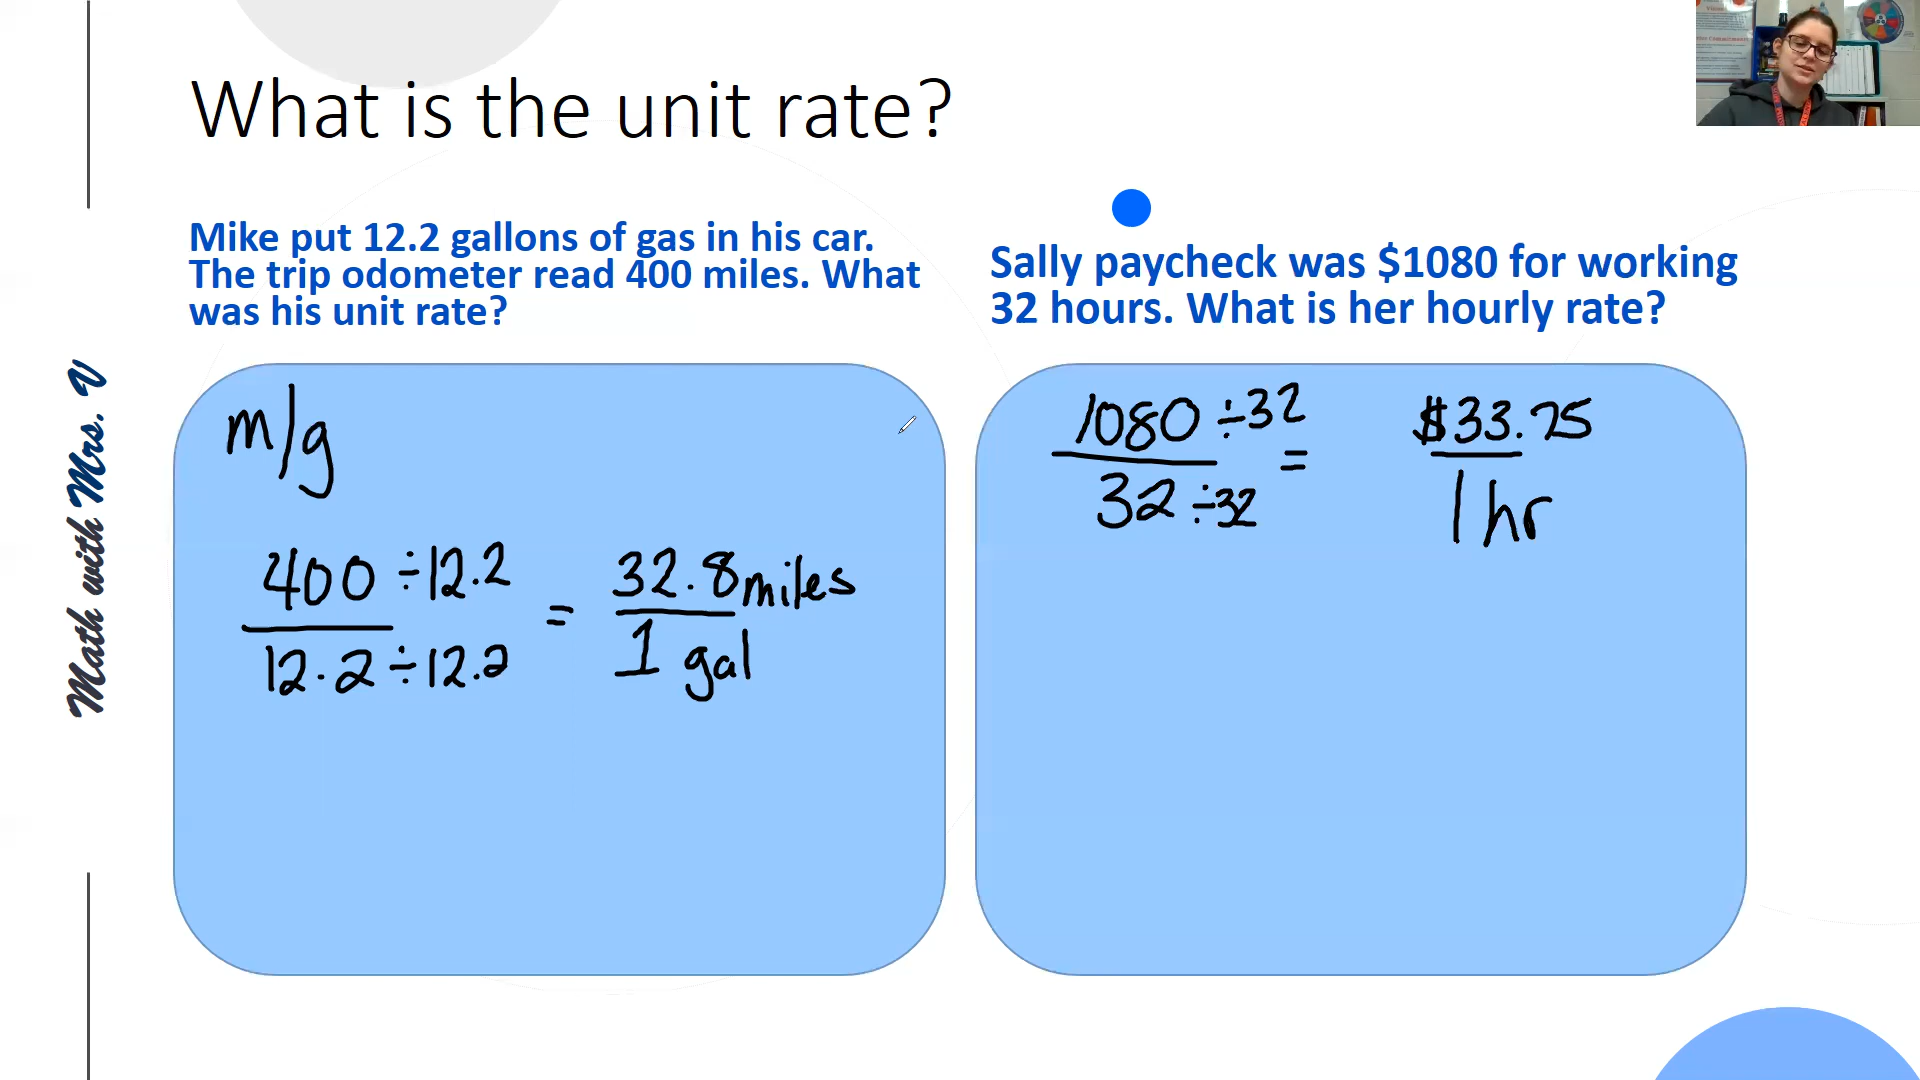 What is the unit rate?
Mike put 12.2 gallons of gas in his car.
The trip odometer read 400 miles. What
was his unit rate?
m/g
400 ÷12.2
12.2 ÷12.2
=
32.8 miles
1 gal
Sally paycheck was $1080 for working
32 hours. What is her hourly rate?
1080 ÷32
32 ÷32
=
$33.75
1 hr
Math with Mrs. V